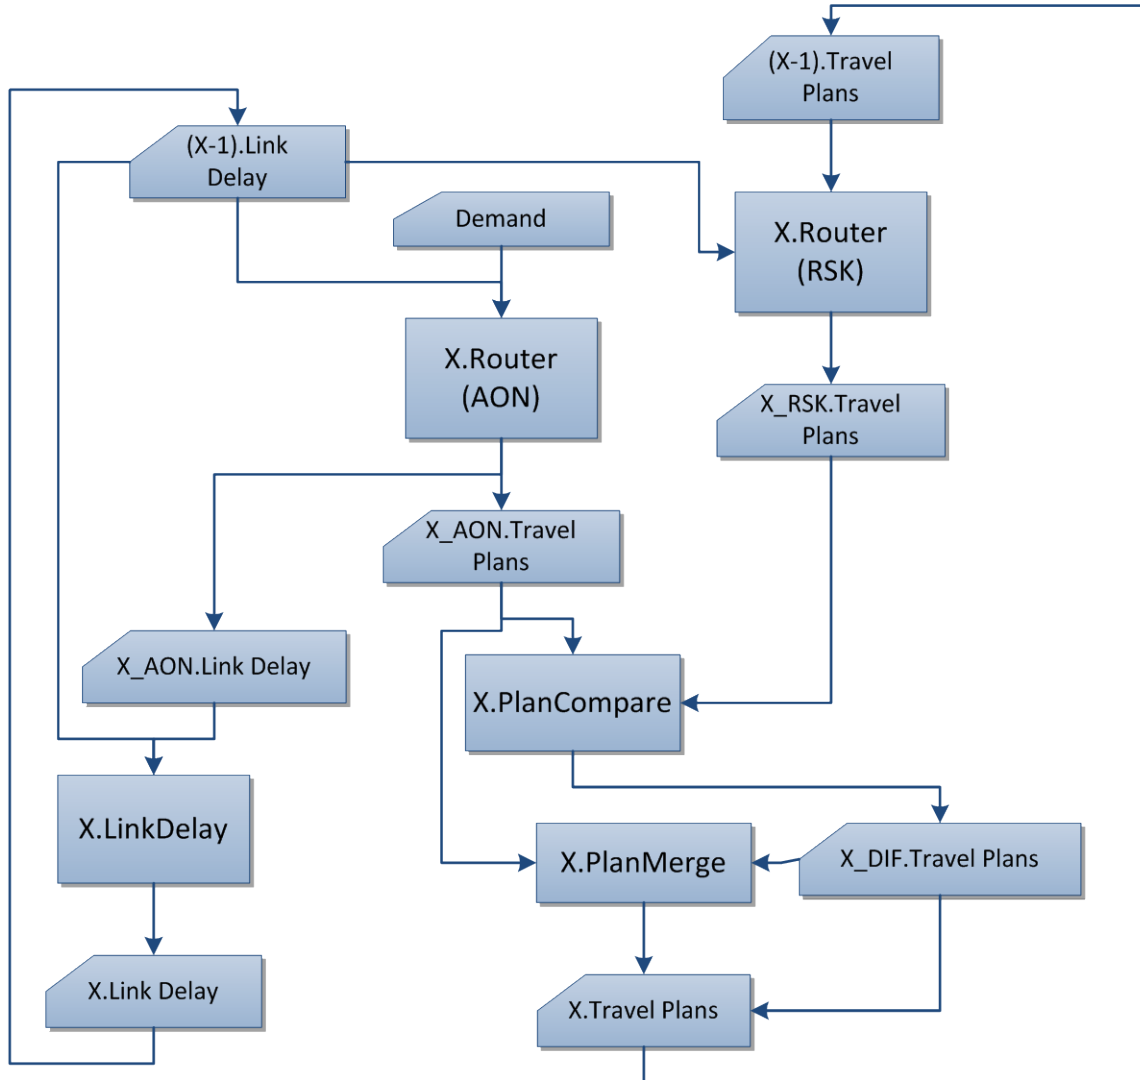 (X-1).Travel
Plans
(X-1).Link
Delay
Demand
X.Router
(RSK)
X.Router
(AON)
X_RSK.Travel
Plans
X_AON.Travel
Plans
X_AON.Link Delay
X.PlanCompare
X.LinkDelay
X.PlanMerge
X_DIF.Travel Plans
X.Link Delay
X.Travel Plans